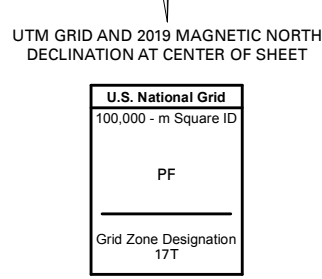 UTM GRID AND 2019 MAGNETIC NORTH
DECLINATION AT CENTER OF SHEET
U.S. National Grid
100,000 - m Square ID
PF
Grid Zone Designation
17T